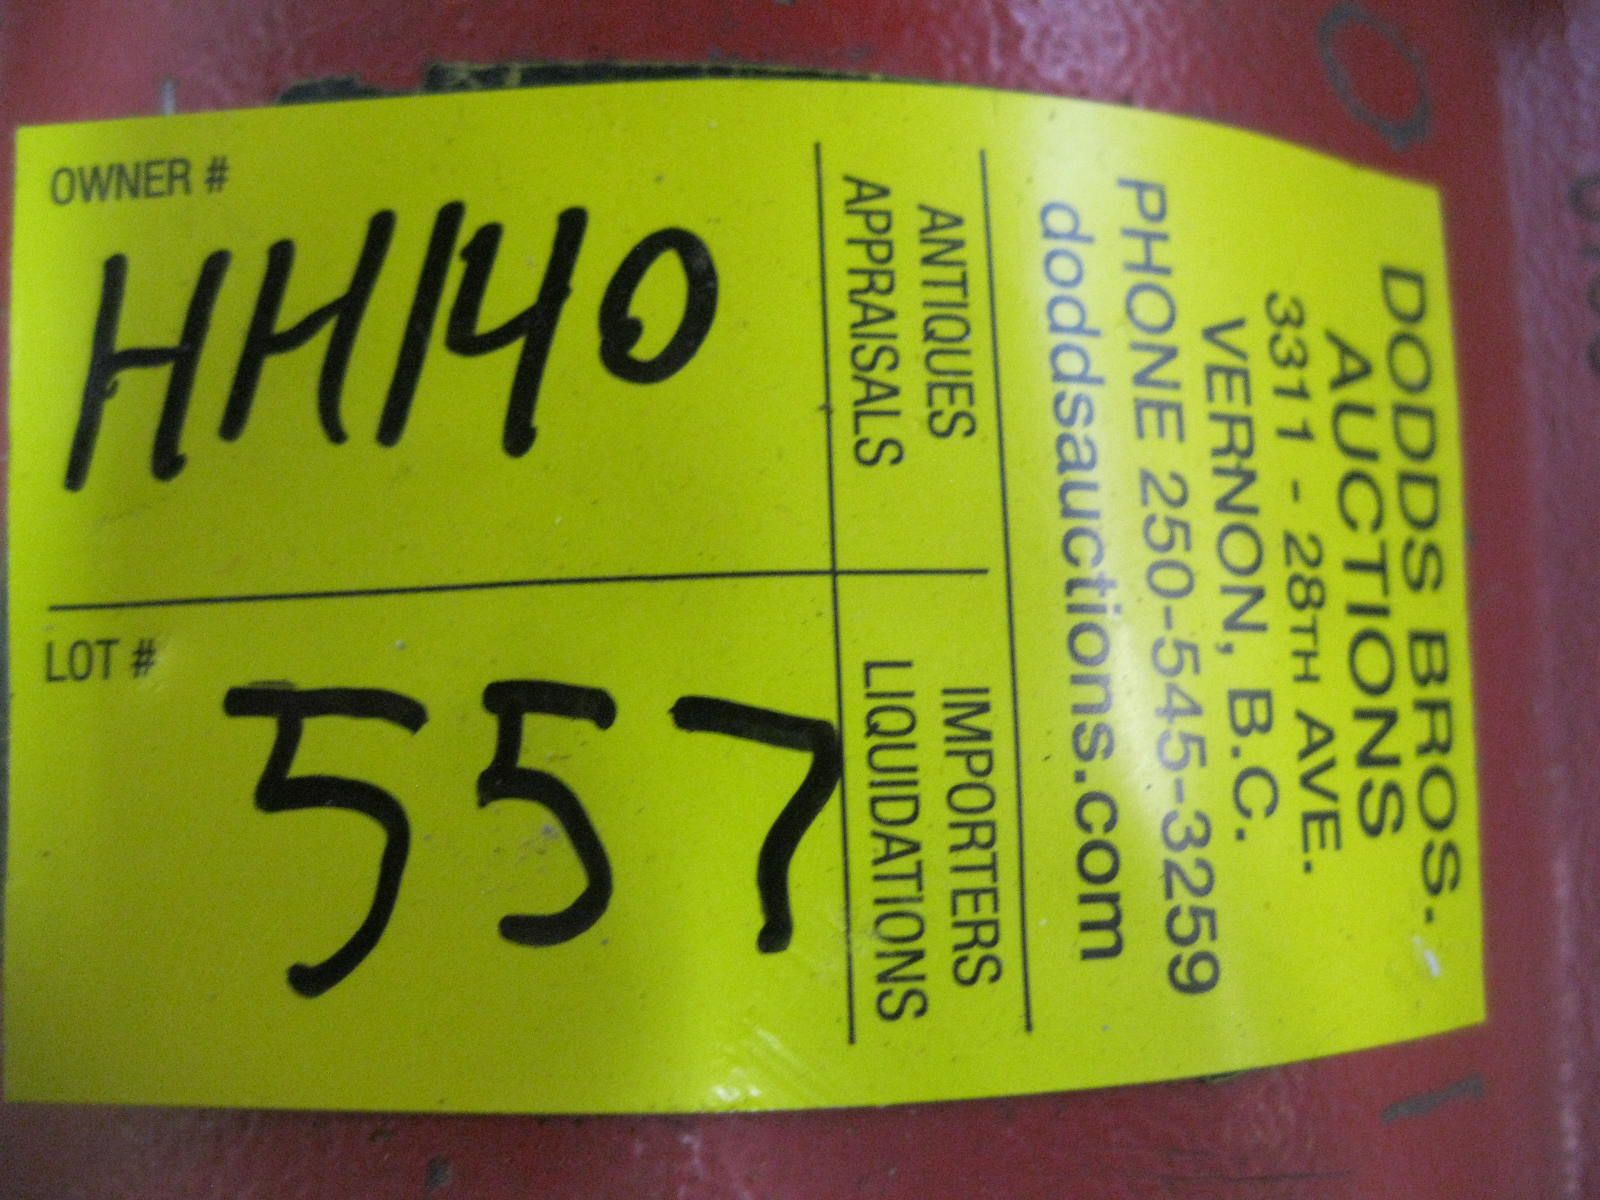 OWNER #
HH140
LOT #
557
DODDS BROS.
AUCTIONS
3311 - 28TH AVE.
VERNON, B.C.
PHONE 250-545-3259
doddsauctions.com
ANTIQUES
APPRAISALS
IMPORTERS
LIQUIDATIONS